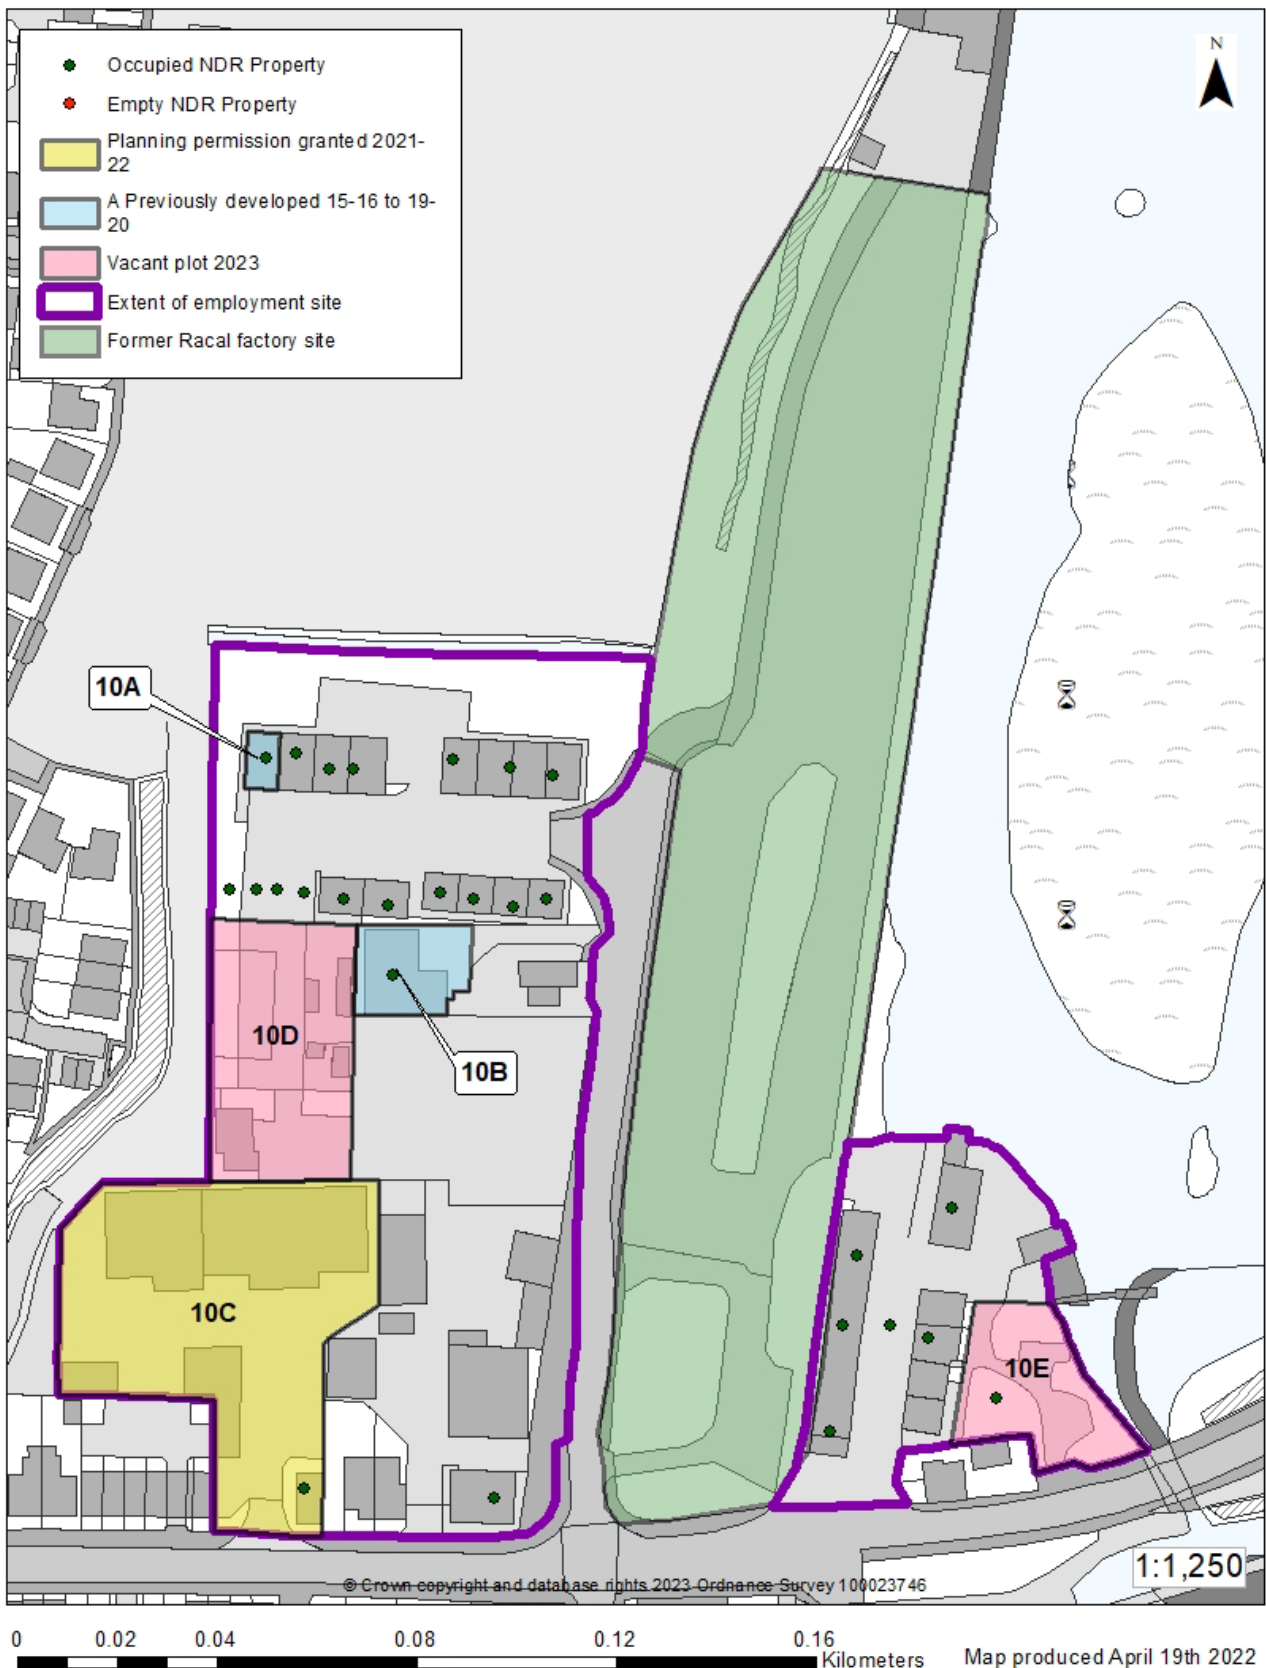 Occupied NDR Property
Empty NDR Property
Planning permission granted 2021-
22
A Previously developed 15-16 to 19-
20
Vacant plot 2023
Extent of employment site
Former Racal factory site
N
10A
10D
10B
10C
10E
1:1,250
© Crown copyright and database rights 2023 Ordnance Survey 100023746
0 0.02 0.04 0.08 0.12 0.16
Kilometers
Map produced April 19th 2022